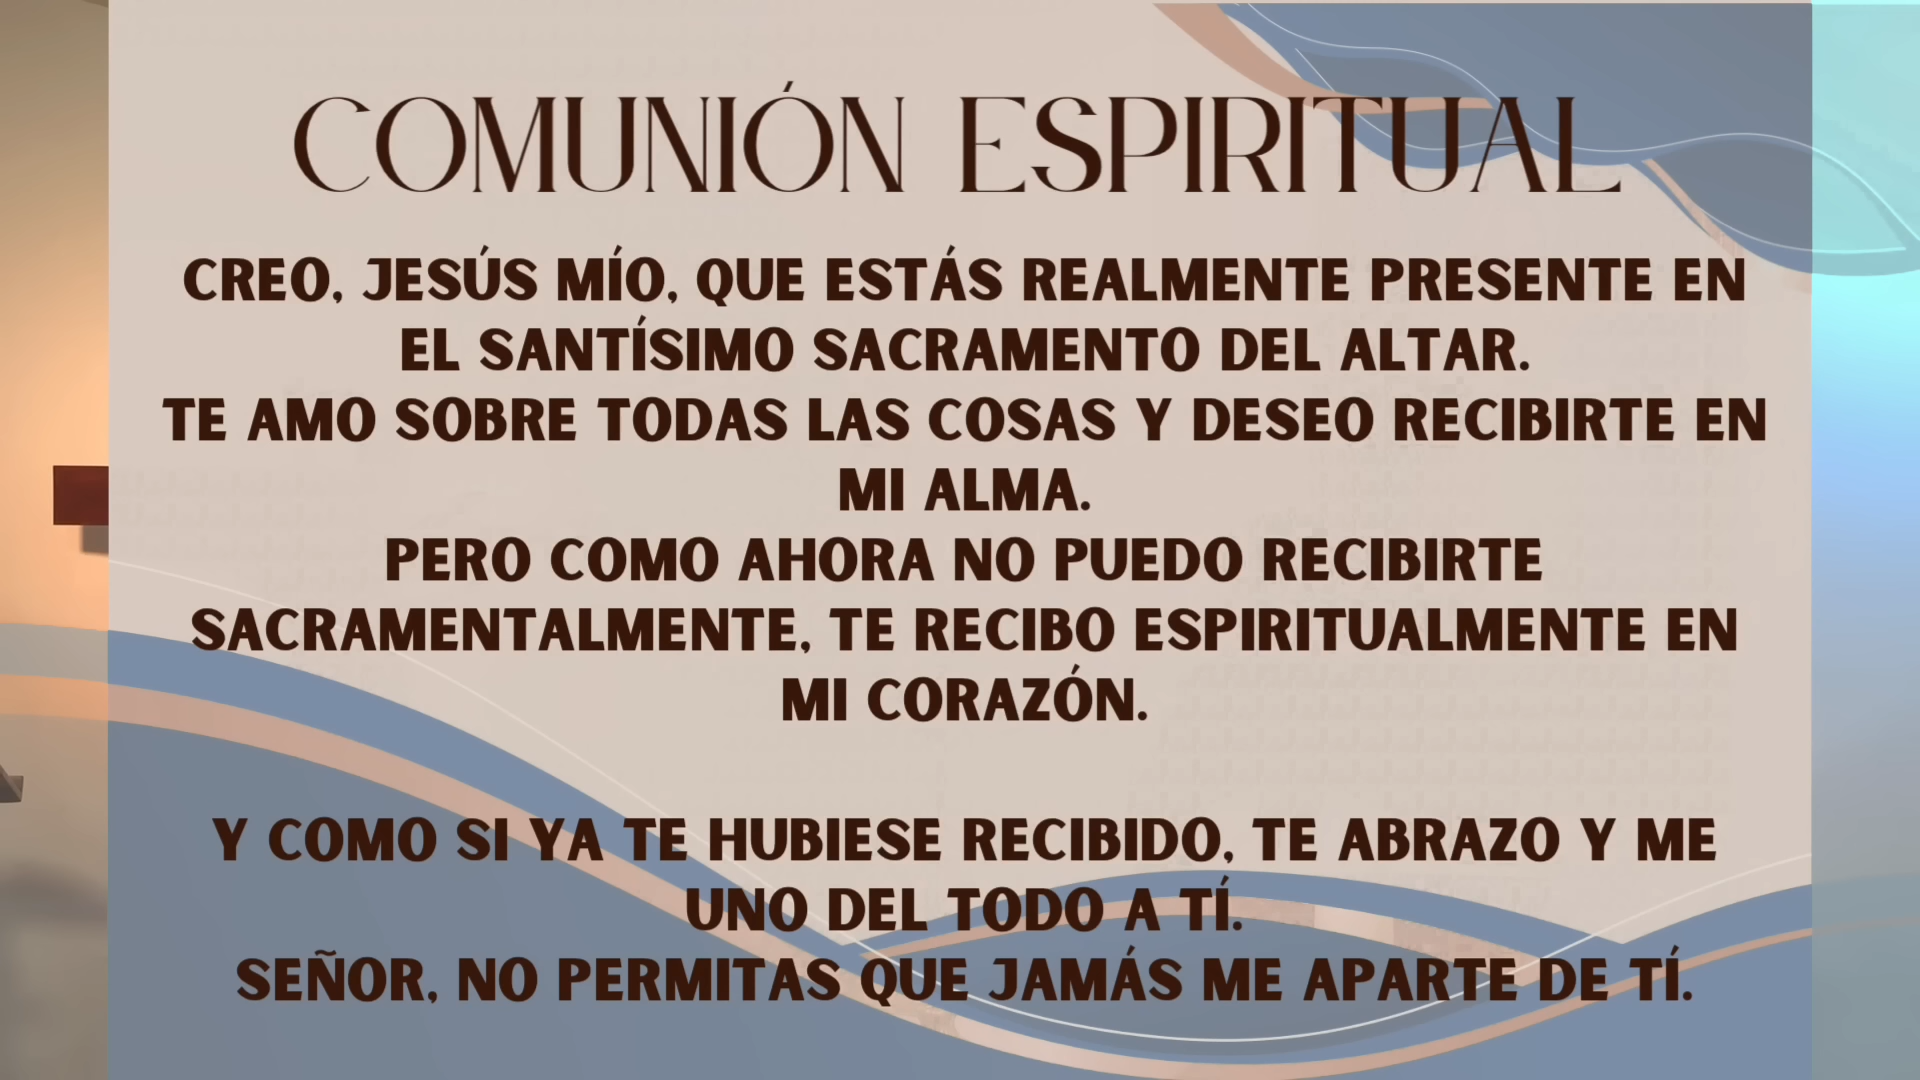 COMUNIÓN ESPIRITUAL
CREO, JESÚS MÍO, QUE ESTÁS REALMENTE PRESENTE EN
EL SANTÍSIMO SACRAMENTO DEL ALTAR.
TE AMO SOBRE TODAS LAS COSAS Y DESEO RECIBIRTE EN
MI ALMA.
PERO COMO AHORA NO PUEDO RECIBIRTE
SACRAMENTALMENTE, TE RECIBO ESPIRITUALMENTE EN
MI CORAZÓN.
Y COMO SI YA TE HUBIESE RECIBIDO, TE ABRAZO Y ME
UNO DEL TODO A TÍ.
SEÑOR, NO PERMITAS QUE JAMÁS ME APARTE DE TÍ.